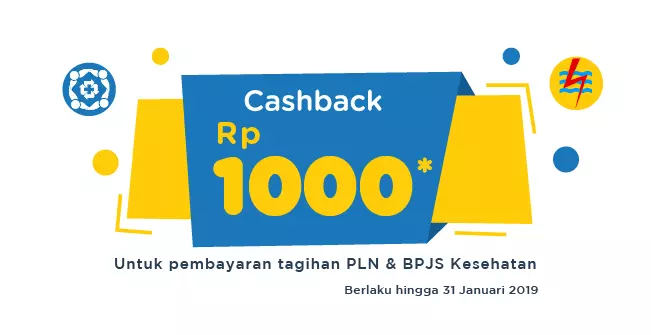 Cashback
Rp
1000*
Untuk pembayaran tagihan PLN & BPJS Kesehatan
Berlaku hingga 31 Januari 2019